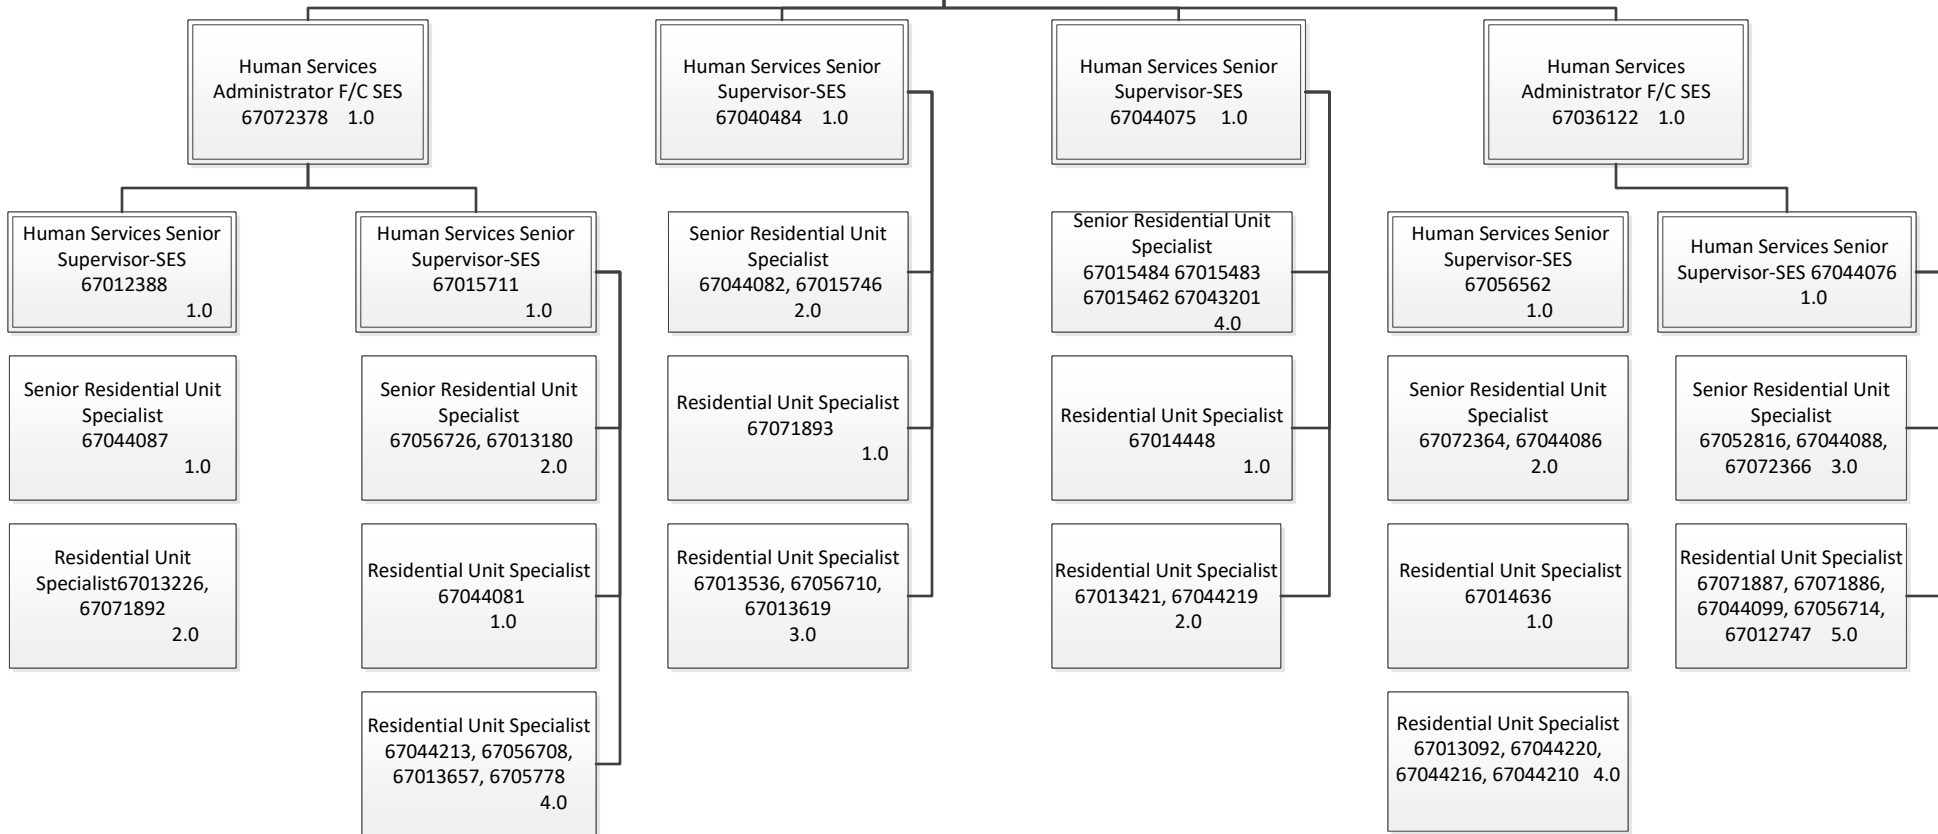 Human Services
Administrator F/C SES
67072378 1.0
Human Services Senior
Supervisor-SES
67040484 1.0
Human Services Senior
Supervisor-SES
67044075 1.0
Human Services
Administrator F/C SES
67036122 1.0
Human Services Senior
Supervisor-SES
67012388
1.0
Human Services Senior
Supervisor-SES
67015711
1.0
Senior Residential Unit
Specialist
67044082, 67015746
2.0
Senior Residential Unit
Specialist
67015484 67015483
67015462 67043201
4.0
Human Services Senior
Supervisor-SES
67056562
1.0
Human Services Senior
Supervisor-SES 67044076
1.0
Senior Residential Unit
Specialist
67044087
1.0
Senior Residential Unit
Specialist
67056726, 67013180
2.0
Residential Unit Specialist
67071893
1.0
Residential Unit Specialist
67014448
1.0
Senior Residential Unit
Specialist
67072364, 67044086
2.0
Senior Residential Unit
Specialist
67052816, 67044088,
67072366 3.0
Residential Unit
Specialist67013226,
67071892
2.0
Residential Unit Specialist
67044081
1.0
Residential Unit Specialist
67013536, 67056710,
67013619
3.0
Residential Unit Specialist
67013421, 67044219
2.0
Residential Unit Specialist
67014636
1.0
Residential Unit Specialist
67071887, 67071886,
67044099, 67056714,
67012747 5.0
Residential Unit Specialist
67044213, 67056708,
67013657, 6705778
4.0
Residential Unit Specialist
67013092, 67044220,
67044216, 67044210 4.0